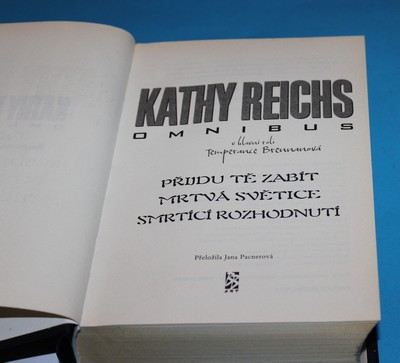 KATHY REICHS
OMNIBUS
v hlavní roli
Temperance Brennanová
PŘIJDU TĚ ZABÍT
MRTVÁ SVĚTICE
SMRTÍCÍ ROZHODNUTÍ
Přeložila Jana Pacnerová